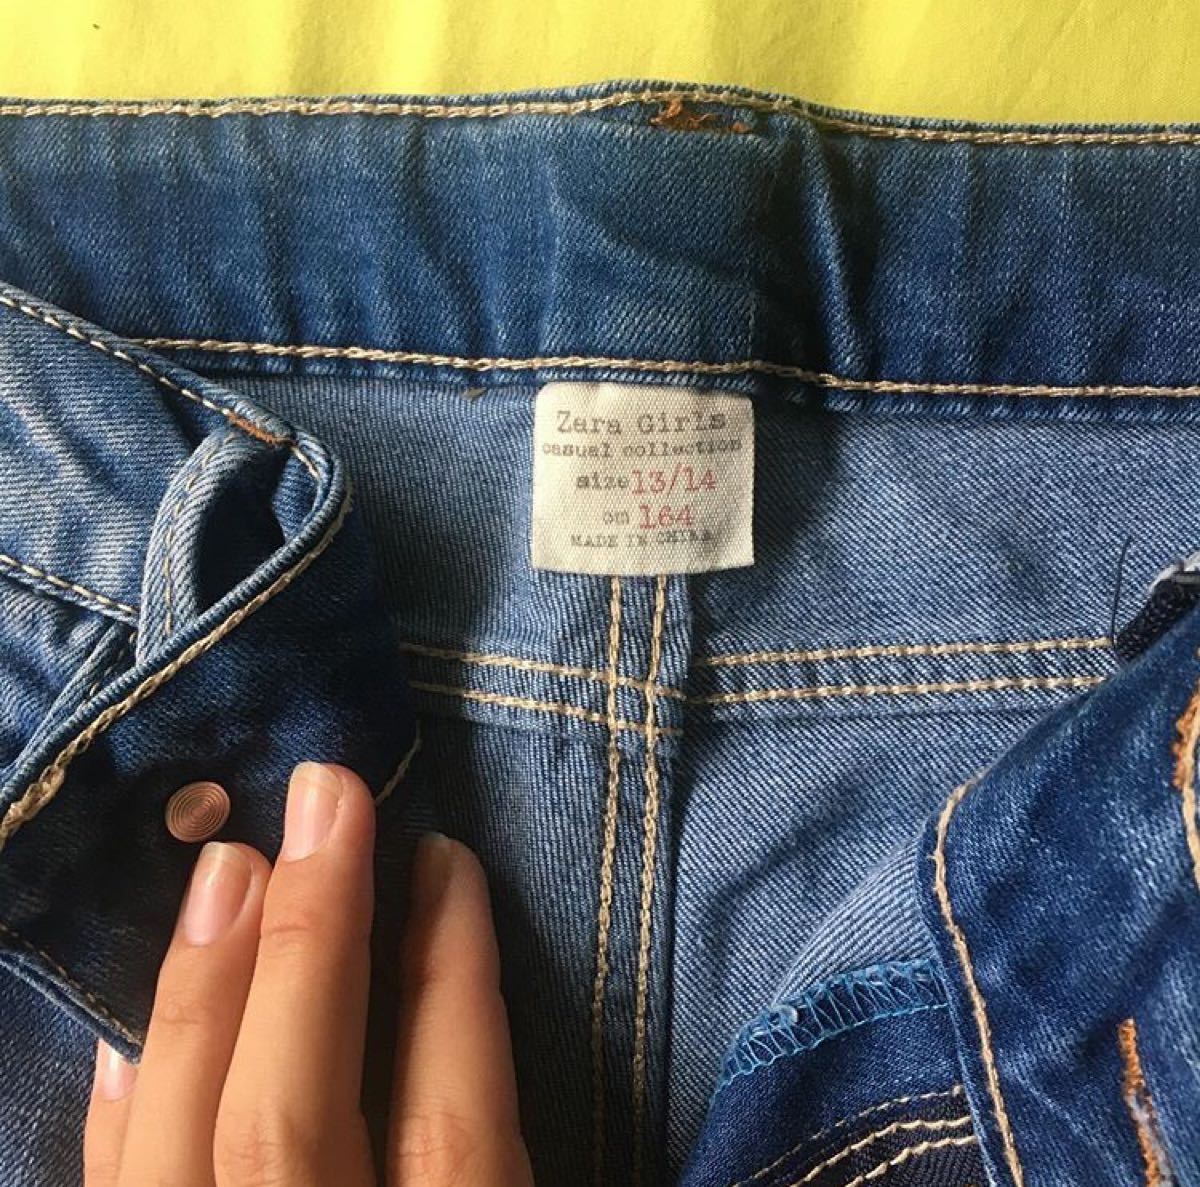 Zara Girls
casual collection
size 13/14
cm 164
MADE IN CHINA